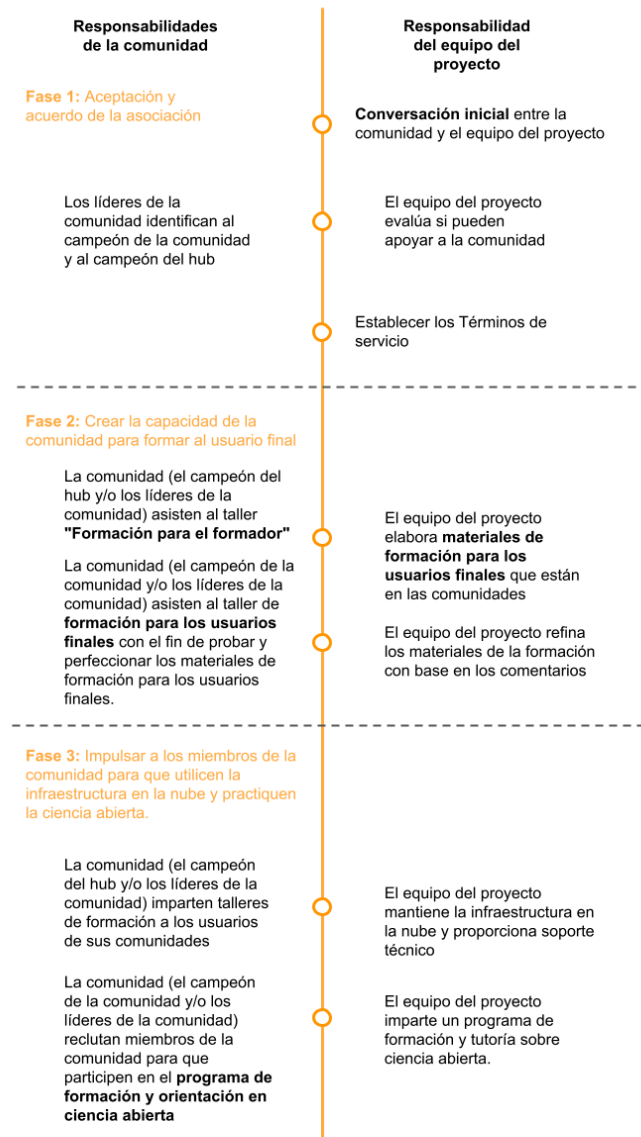 Responsabilidades
de la comunidad
Responsabilidad
del equipo del
proyecto
Fase 1: Aceptación y
acuerdo de la asociación
Conversación inicial entre la
comunidad y el equipo del proyecto
Los líderes de la
comunidad identifican al
campeón de la comunidad
y al campeón del hub
El equipo del proyecto
evalúa si pueden
apoyar a la comunidad
Establecer los Términos de
servicio
Fase 2: Crear la capacidad de la
comunidad para formar al usuario final
La comunidad (el campeón del
hub y/o los líderes de la
comunidad) asisten al taller
"Formación para el formador"
El equipo del proyecto
elabora materiales de
formación para los
usuarios finales que están
en las comunidades
La comunidad (el campeón de la
comunidad y/o los líderes de la
comunidad) asisten al taller de
formación para los usuarios
finales con el fin de probar y
perfeccionar los materiales de
formación para los usuarios
finales.
El equipo del proyecto refina
los materiales de la formación
con base en los comentarios
Fase 3: Impulsar a los miembros de la
comunidad para que utilicen la
infraestructura en la nube y practiquen
la ciencia abierta.
La comunidad (el campeón
del hub y/o los líderes de la
comunidad) imparten talleres
de formación a los usuarios
de sus comunidades
El equipo del proyecto
mantiene la infraestructura en
la nube y proporciona soporte
técnico
La comunidad (el campeón
de la comunidad y/o los
líderes de la comunidad)
reclutan miembros de la
comunidad para que
participen en el programa de
formación y orientación en
ciencia abierta
El equipo del proyecto
imparte un programa de
formación y tutoría sobre
ciencia abierta.